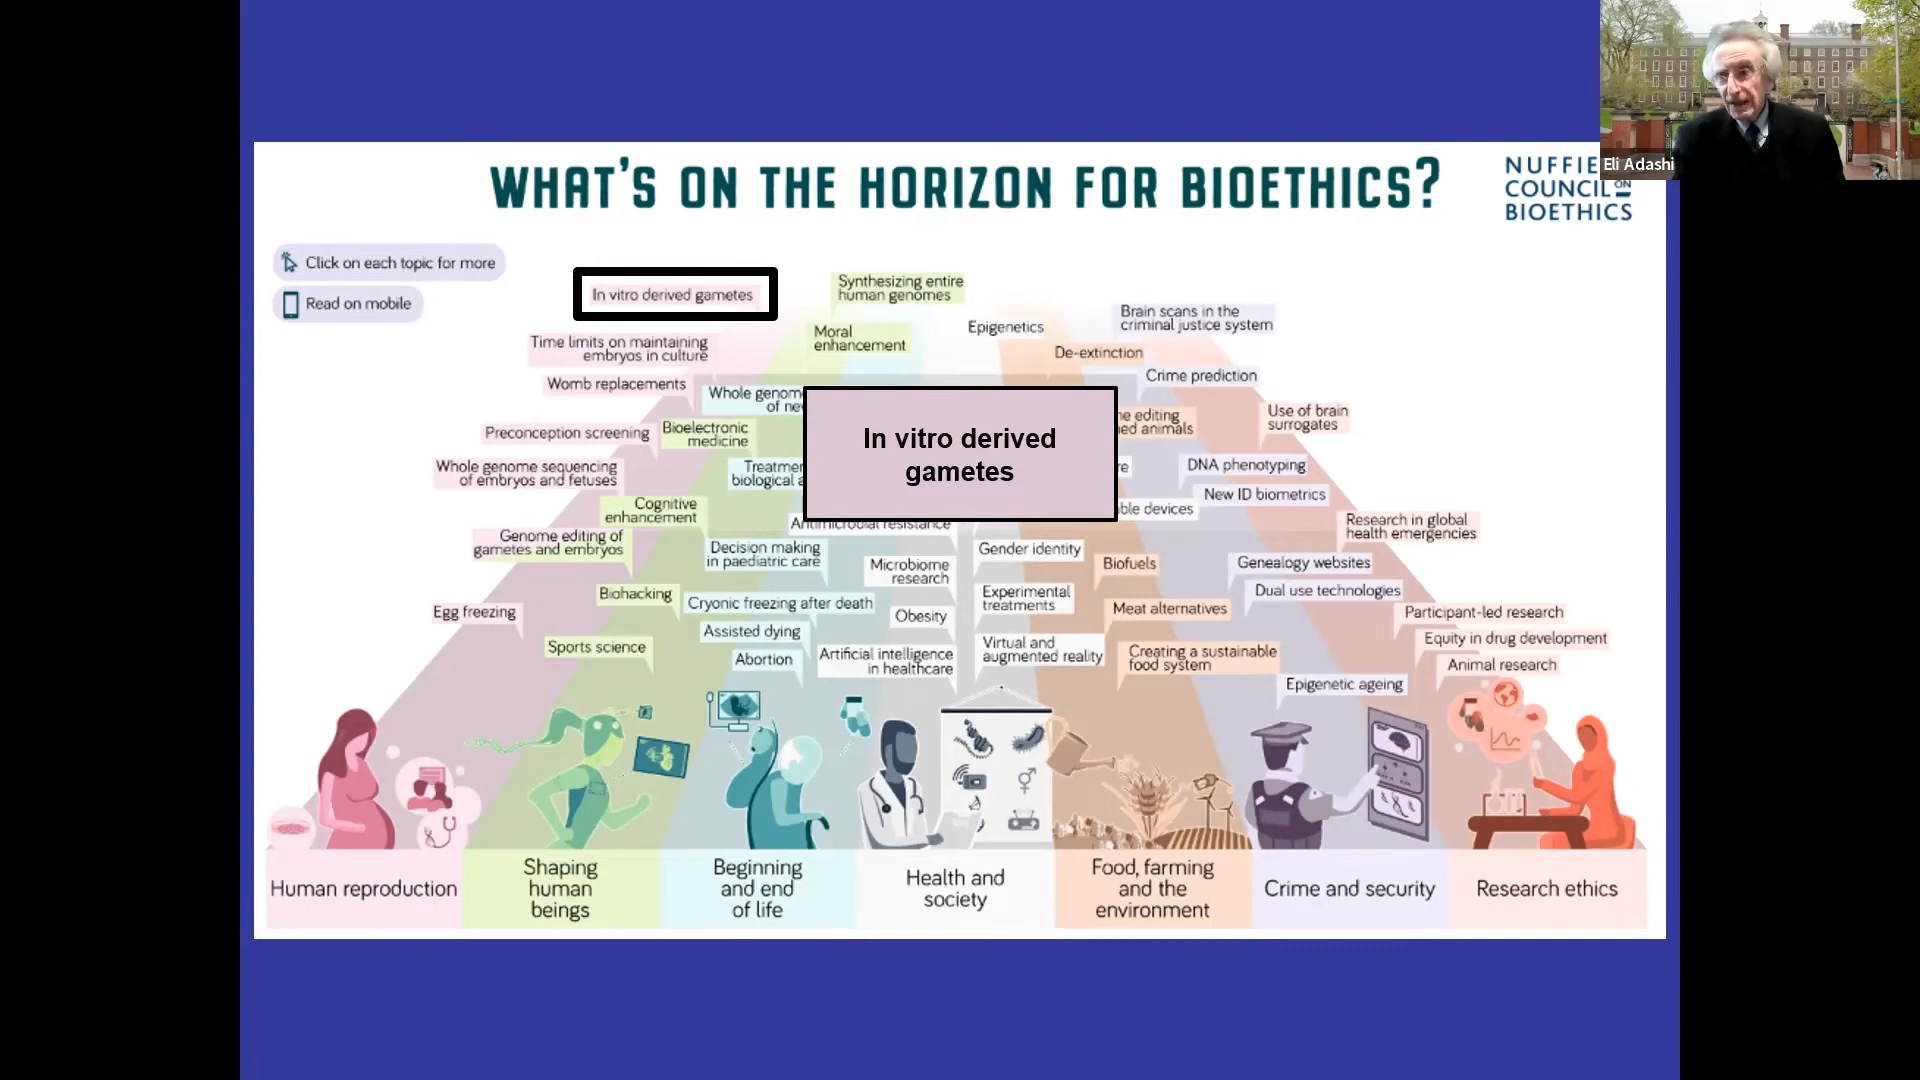 WHAT'S ON THE HORIZON FOR BIOETHICS?
COUNCIL ON
BIOETHICS
Eli Adashi
Click on each topic for more
Read on mobile
In vitro derived gametes
Synthesizing entire
human genomes
Brain scans in the
criminal justice system
Epigenetics
Moral
enhancement
Time limits on maintaining
embryos in culture
De-extinction
Womb replacements
Crime prediction
Whole
of
editing
animals
Use of brain
surrogates
Preconception screening
Bioelectronic
medicine
In vitro derived
gametes
Whole genome sequencing
of embryos and fetuses
biological
DNA phenotyping
New ID biometrics
Cognitive
enhancement
devices
Antimicrobial resistance
Research in global
health emergencies
Genome editing of
gametes and embryos
Decision making
in paediatric care
Gender identity
Microbiome
research
Biofuels
Genealogy websites
Biohacking
Cryonic freezing after death
Experimental
treatments
Dual use technologies
Egg freezing
Obesity
Meat alternatives
Participant-led research
Assisted dying
Equity in drug development
Sports science
Abortion
Artificial intelligence
in healthcare
Virtual and
augmented reality
Creating a sustainable
food system
Animal research
Epigenetic ageing
Human reproduction
Shaping
human
beings
Beginning
and end
of life
Health and
society
Food, farming
and the
environment
Crime and security
Research ethics